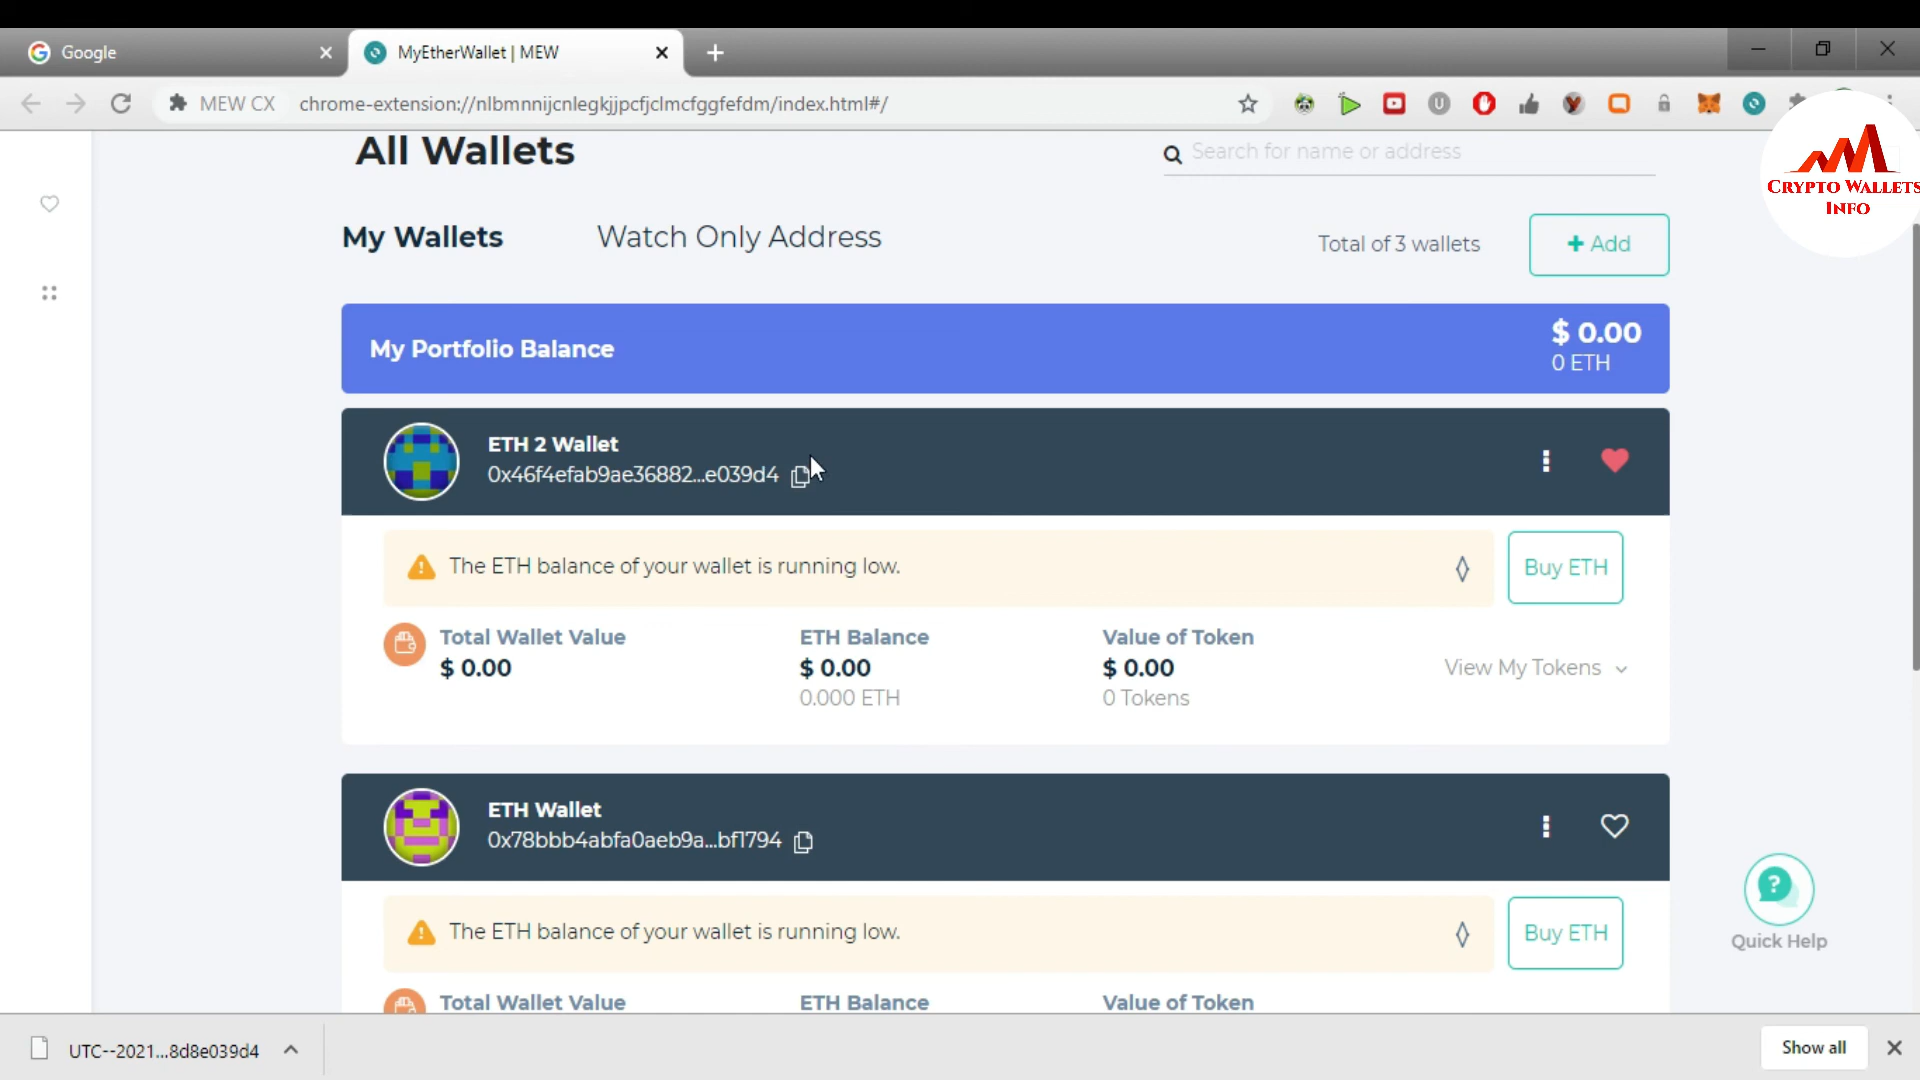 Google
MyEtherWallet | MEW
MEW CX
chrome-extension://nlbmnnijcnlegkjjpcfjclmcfggfefdm/index.html#/
CRYPTO WALLETS
INFO
All Wallets
Search for name or address
My Wallets
Watch Only Address
Total of 3 wallets
+ Add
My Portfolio Balance
$ 0.00
0 ETH
ETH 2 Wallet
0x46f4efab9ae36882...e039d4
The ETH balance of your wallet is running low.
Buy ETH
Total Wallet Value
$ 0.00
ETH Balance
$ 0.00
0.000 ETH
Value of Token
$ 0.00
0 Tokens
View My Tokens
ETH Wallet
0x78bbb4abfa0aeb9a...bf1794
The ETH balance of your wallet is running low.
Buy ETH
Total Wallet Value
ETH Balance
Value of Token
Quick Help
UTC--2021...8d8e039d4
Show all